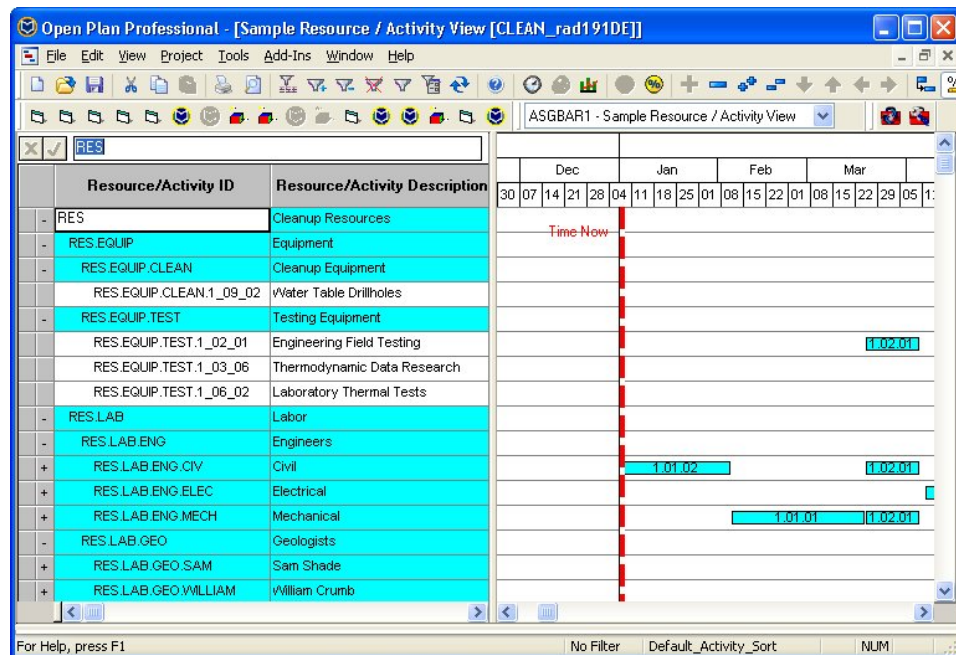 Open Plan Professional - [Sample Resource / Activity View [CLEAN_rad191DE]]
File Edit View Project Tools Add-Ins Window Help
ASGBAR1 - Sample Resource / Activity View
RES
Resource/Activity ID Resource/Activity Description
Dec Jan Feb Mar
30 07 14 21 28 04 11 18 25 01 08 15 22 01 08 15 22 29 05
RES Cleanup Resources
Time Now
RES.EQUIP Equipment
RES.EQUIP.CLEAN Cleanup Equipment
RES.EQUIP.CLEAN.1_09_02 Water Table Drillholes
RES.EQUIP.TEST Testing Equipment
RES.EQUIP.TEST.1_02_01 Engineering Field Testing 1.02.01
RES.EQUIP.TEST.1_03_06 Thermodynamic Data Research
RES.EQUIP.TEST.1_06_02 Laboratory Thermal Tests
RES.LAB Labor
RES.LAB.ENG Engineers
RES.LAB.ENG.CIV Civil 1.01.02 1.02.01
RES.LAB.ENG.ELEC Electrical
RES.LAB.ENG.MECH Mechanical 1.01.01 1.02.01
RES.LAB.GEO Geologists
RES.LAB.GEO.SAM Sam Shade
RES.LAB.GEO.WILLIAM William Crumb
For Help, press F1 No Filter Default_Activity_Sort NUM